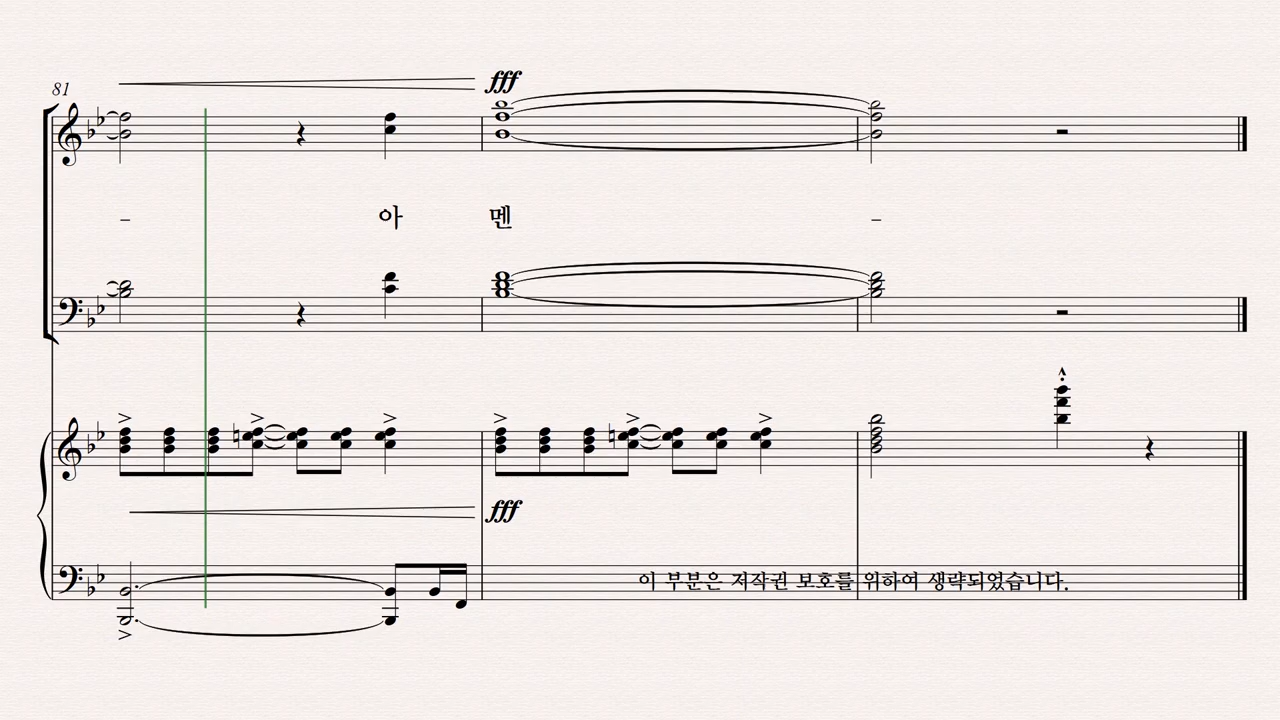 81
fff
– 아 멘 –
fff
이 부분은 저작권 보호를 위하여 생략되었습니다.